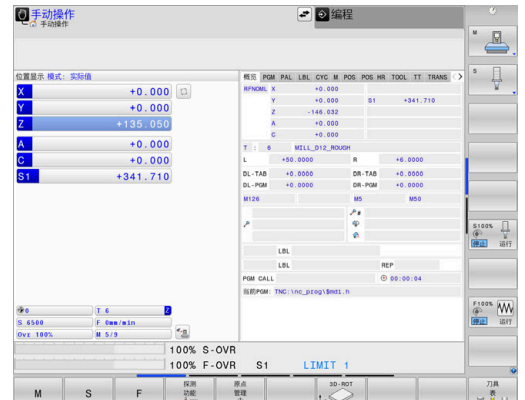 手动操作
手动操作
编程
位置显示 模式: 实际值
X +0.000
Y +0.000
Z +135.050
A +0.000
C +0.000
S1 +341.710
概览 PGM PAL LBL CYC M POS POS HR TOOL TT TRANS
RFNOML X +0.000
Y +0.000 S1 +341.710
Z -146.032
A +0.000
C +0.000
T : 6 MILL_D12_ROUGH
L +50.0000 R +6.0000
DL-TAB +0.0000 DR-TAB +0.0000
DL-PGM +0.0000 DR-PGM +0.0000
M126 M5 M50
P#
LBL
LBL REP
PGM CALL 00:00:04
当前PGM: TNC:\nc_prog\$mdi.h
0 T 6 Z
S 6500 F 0mm/min
Ovr 100% M 5/9
100% S-OVR
100% F-OVR S1 LIMIT 1
M
S
S100%
停止 运行
F100%
停止 运行
M
S
F
探测
功能
原点
管理
3D-ROT
刀具
表